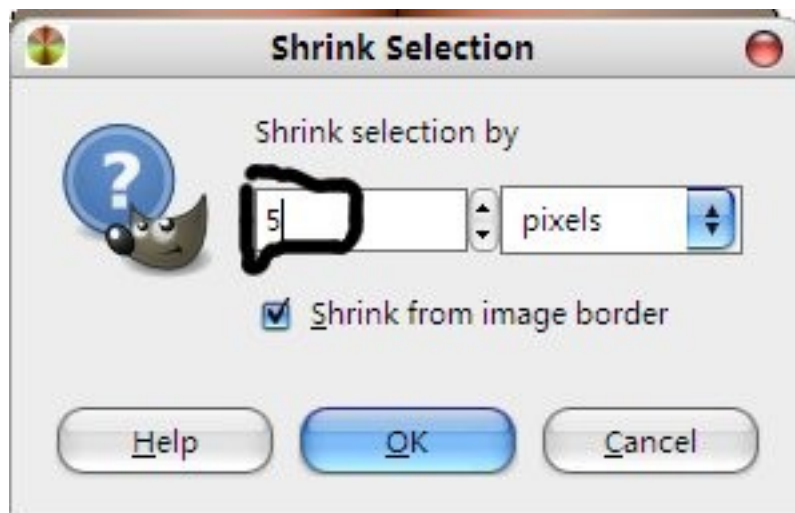 Shrink Selection
Shrink selection by
5 pixels
Shrink from image border
Help OK Cancel